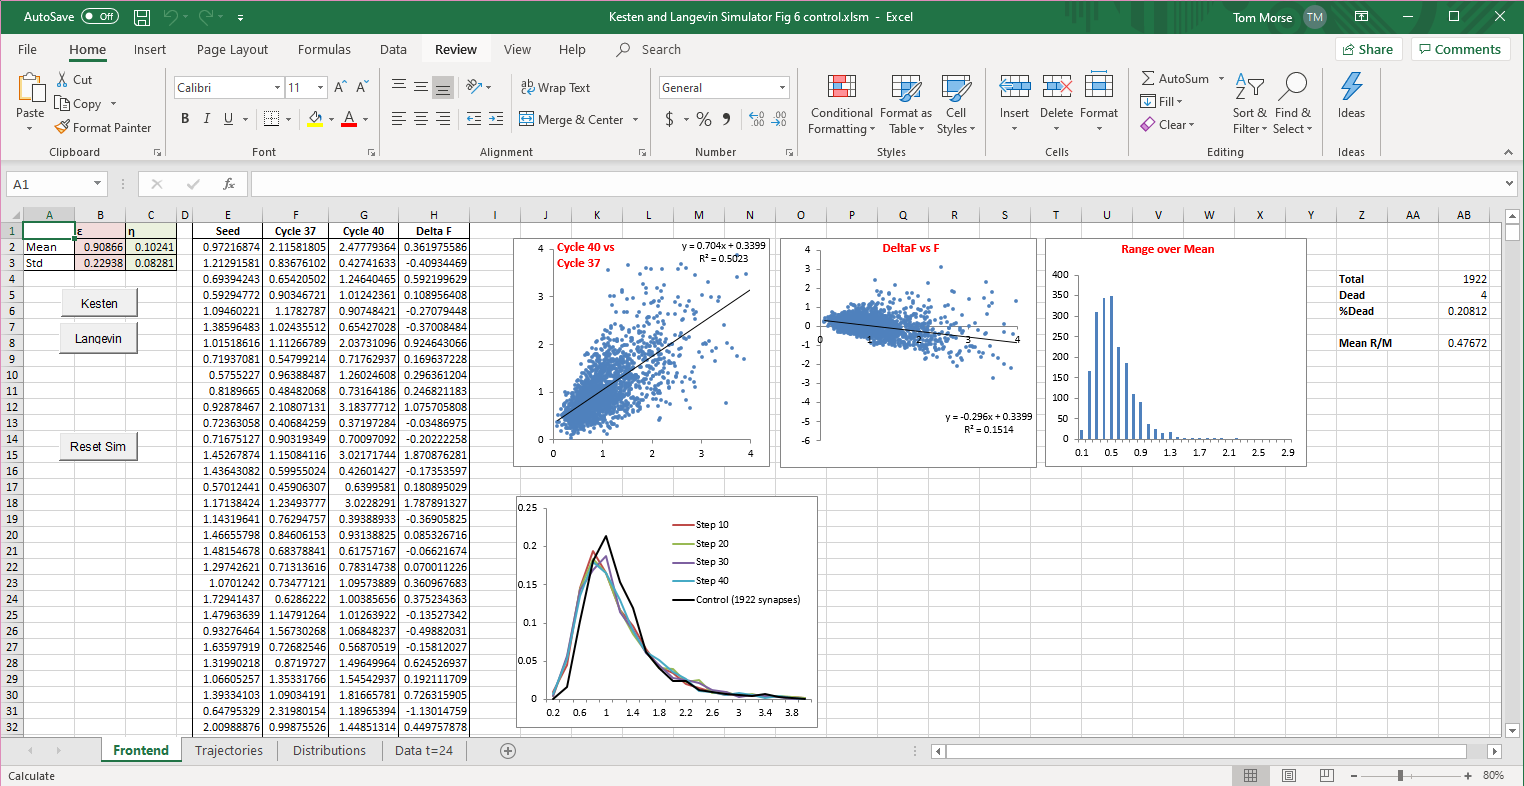 AutoSave Off Kesten and Langevin Simulator Fig 6 control.xlsm - Excel Tom Morse TM
File Home Insert Page Layout Formulas Data Review View Help Search Share Comments
Paste
Cut
Copy
Format Painter
Clipboard
Calibri 11
B I U A
Font
Wrap Text
Merge & Center
Alignment
General
$ %
Number
Conditional Formatting
Format as Table
Cell Styles
Styles
Insert Delete Format
Cells
AutoSum
Fill
Clear
Sort & Filter
Find & Select
Editing
Ideas
Ideas
A1 fx
A B C D E F G H I J K L M N O P Q R S T U V W X Y Z AA AB
1 ε η Seed Cycle 37 Cycle 40 Delta F
2 Mean 0.90866 0.10241 0.97216874 2.11581805 2.47779364 0.361975586
3 Std 0.22938 0.08281 1.21291581 0.83676102 0.42741633 -0.40934469
4 0.69394243 0.65420502 1.24640465 0.592199629
5 0.59294772 0.90346721 1.01242361 0.108956408
6 1.09460221 1.1782787 0.90748421 -0.27079448
7 1.38596483 1.02435512 0.65427028 -0.37008484
8 1.01518616 1.11266789 2.03731096 0.924643066
9 0.71937081 0.54799214 0.71762937 0.169637228
10 0.5755227 0.96388487 1.26024608 0.296361204
11 0.8189665 0.48482068 0.73164186 0.246821183
12 0.92878467 2.10807131 3.18377712 1.075705808
13 0.72363058 0.40684259 0.37197284 -0.03486975
14 0.71675127 0.90319349 0.70097092 -0.20222258
15 1.45267874 1.15084116 3.02171744 1.870876281
16 1.43643082 0.59955024 0.42601427 -0.17353597
17 0.57012441 0.45906307 0.6399581 0.180895029
18 1.17138424 1.23493777 3.0228291 1.787891327
19 1.14319641 0.76294757 0.39388933 -0.36905825
20 1.46655798 0.84606153 0.93138825 0.085326716
21 1.48154678 0.68378841 0.61757167 -0.06621674
22 1.29742621 0.71313616 0.78314738 0.070011226
23 1.0701242 0.73477121 1.09573889 0.360967683
24 1.72941437 0.6286222 1.00385656 0.375234363
25 1.47963639 1.14791264 1.01263922 -0.13527342
26 0.93276464 1.56730268 1.06848237 -0.49882031
27 1.63597919 0.72682546 0.56870519 -0.15812027
28 1.31990218 0.8719727 1.49649964 0.624526937
29 1.06605257 1.35331766 1.54542937 0.192111709
30 1.39334103 1.09034191 1.81665781 0.726315905
31 0.64795329 2.31980154 1.18965394 -1.13014759
32 2.00988876 0.99875526 1.44851314 0.449757878
Kesten
Langevin
Reset Sim
Cycle 40 vs
Cycle 37
y = 0.704x + 0.3399
R² = 0.5023
4
3
2
1
0
0 1 2 3 4
DeltaF vs F
4
3
2
1
0
-1
-2
-3
-4
-5
-6
0 1 2 3 4
y = -0.296x + 0.3399
R² = 0.1514
Range over Mean
400
350
300
250
200
150
100
50
0
0.1 0.5 0.9 1.3 1.7 2.1 2.5 2.9
Total 1922
Dead 4
%Dead 0.20812
Mean R/M 0.47672
0.25
0.2
0.15
0.1
0.05
0
Step 10
Step 20
Step 30
Step 40
Control (1922 synapses)
0.2 0.6 1 1.4 1.8 2.2 2.6 3 3.4 3.8
Frontend Trajectories Distributions Data t=24
Calculate 80%